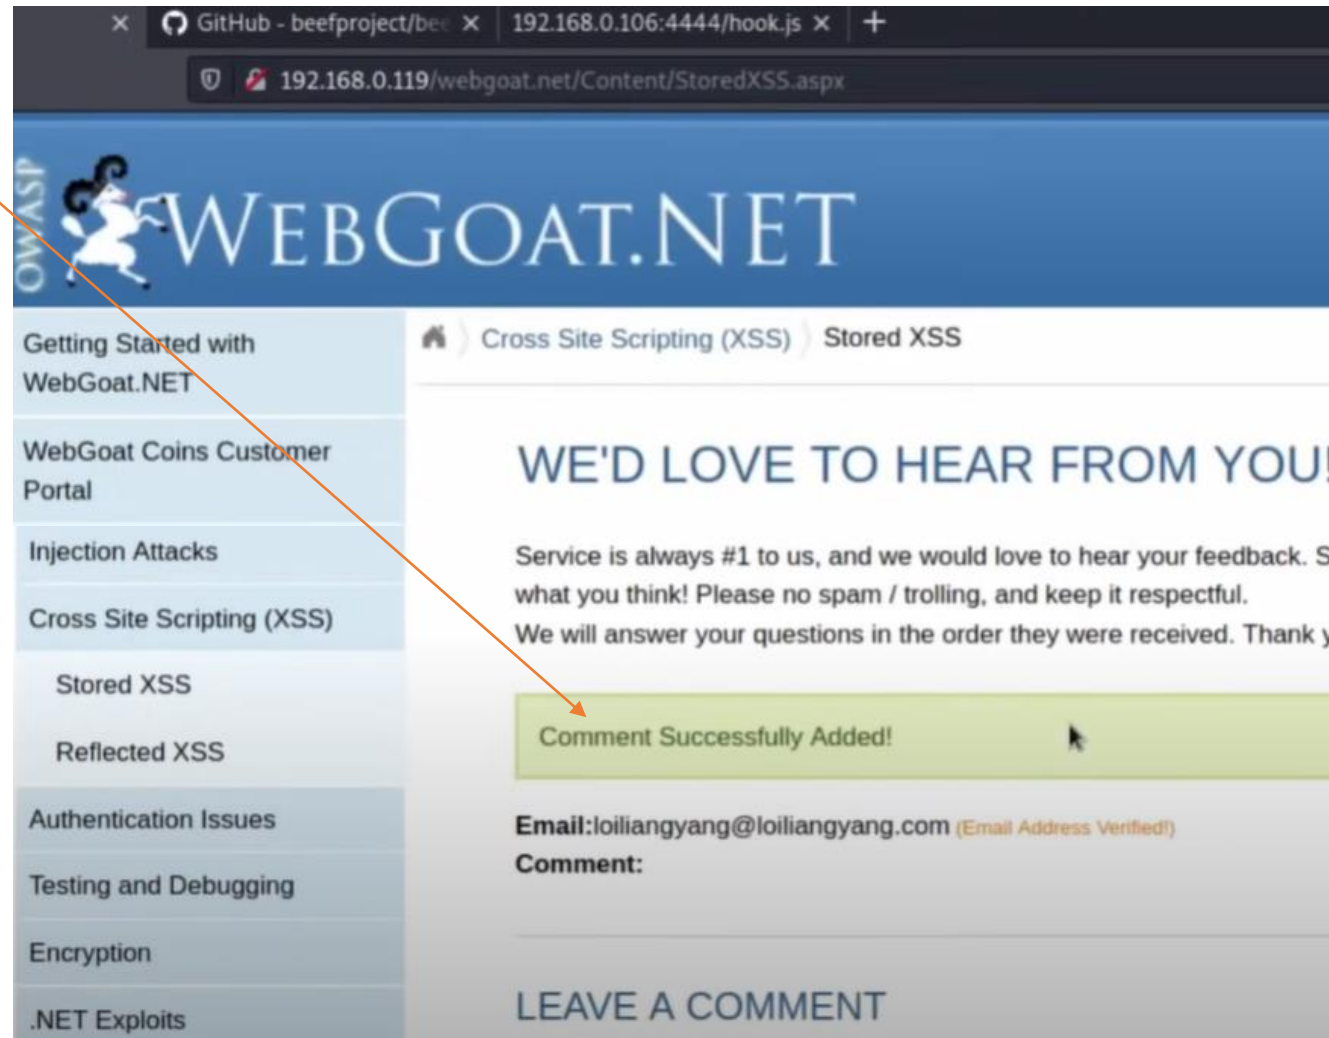 GitHub - beefproject/bee
192.168.0.106:4444/hook.js
192.168.0.119/webgoat.net/Content/StoredXSS.aspx
OWASP
WEBGOAT.NET
Getting Started with
WebGoat.NET
WebGoat Coins Customer
Portal
Injection Attacks
Cross Site Scripting (XSS)
Stored XSS
Reflected XSS
Authentication Issues
Testing and Debugging
Encryption
.NET Exploits
Cross Site Scripting (XSS) Stored XSS
WE'D LOVE TO HEAR FROM YOU!
Service is always #1 to us, and we would love to hear your feedback. S
what you think! Please no spam / trolling, and keep it respectful.
We will answer your questions in the order they were received. Thank y
Comment Successfully Added!
Email:loiliangyang@loiliangyang.com (Email Address Verified!)
Comment:
LEAVE A COMMENT